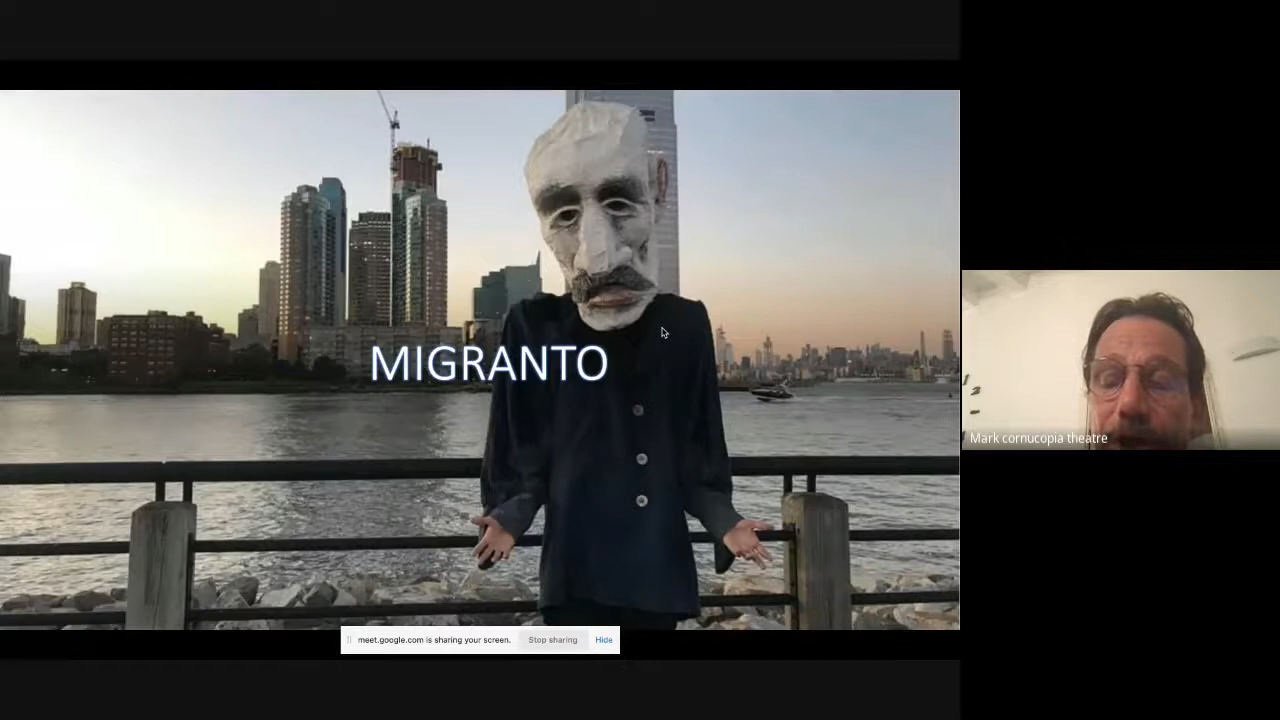 MIGRANTO
meet.google.com is sharing your screen.
Stop sharing
Hide
Mark cornucopia theatre